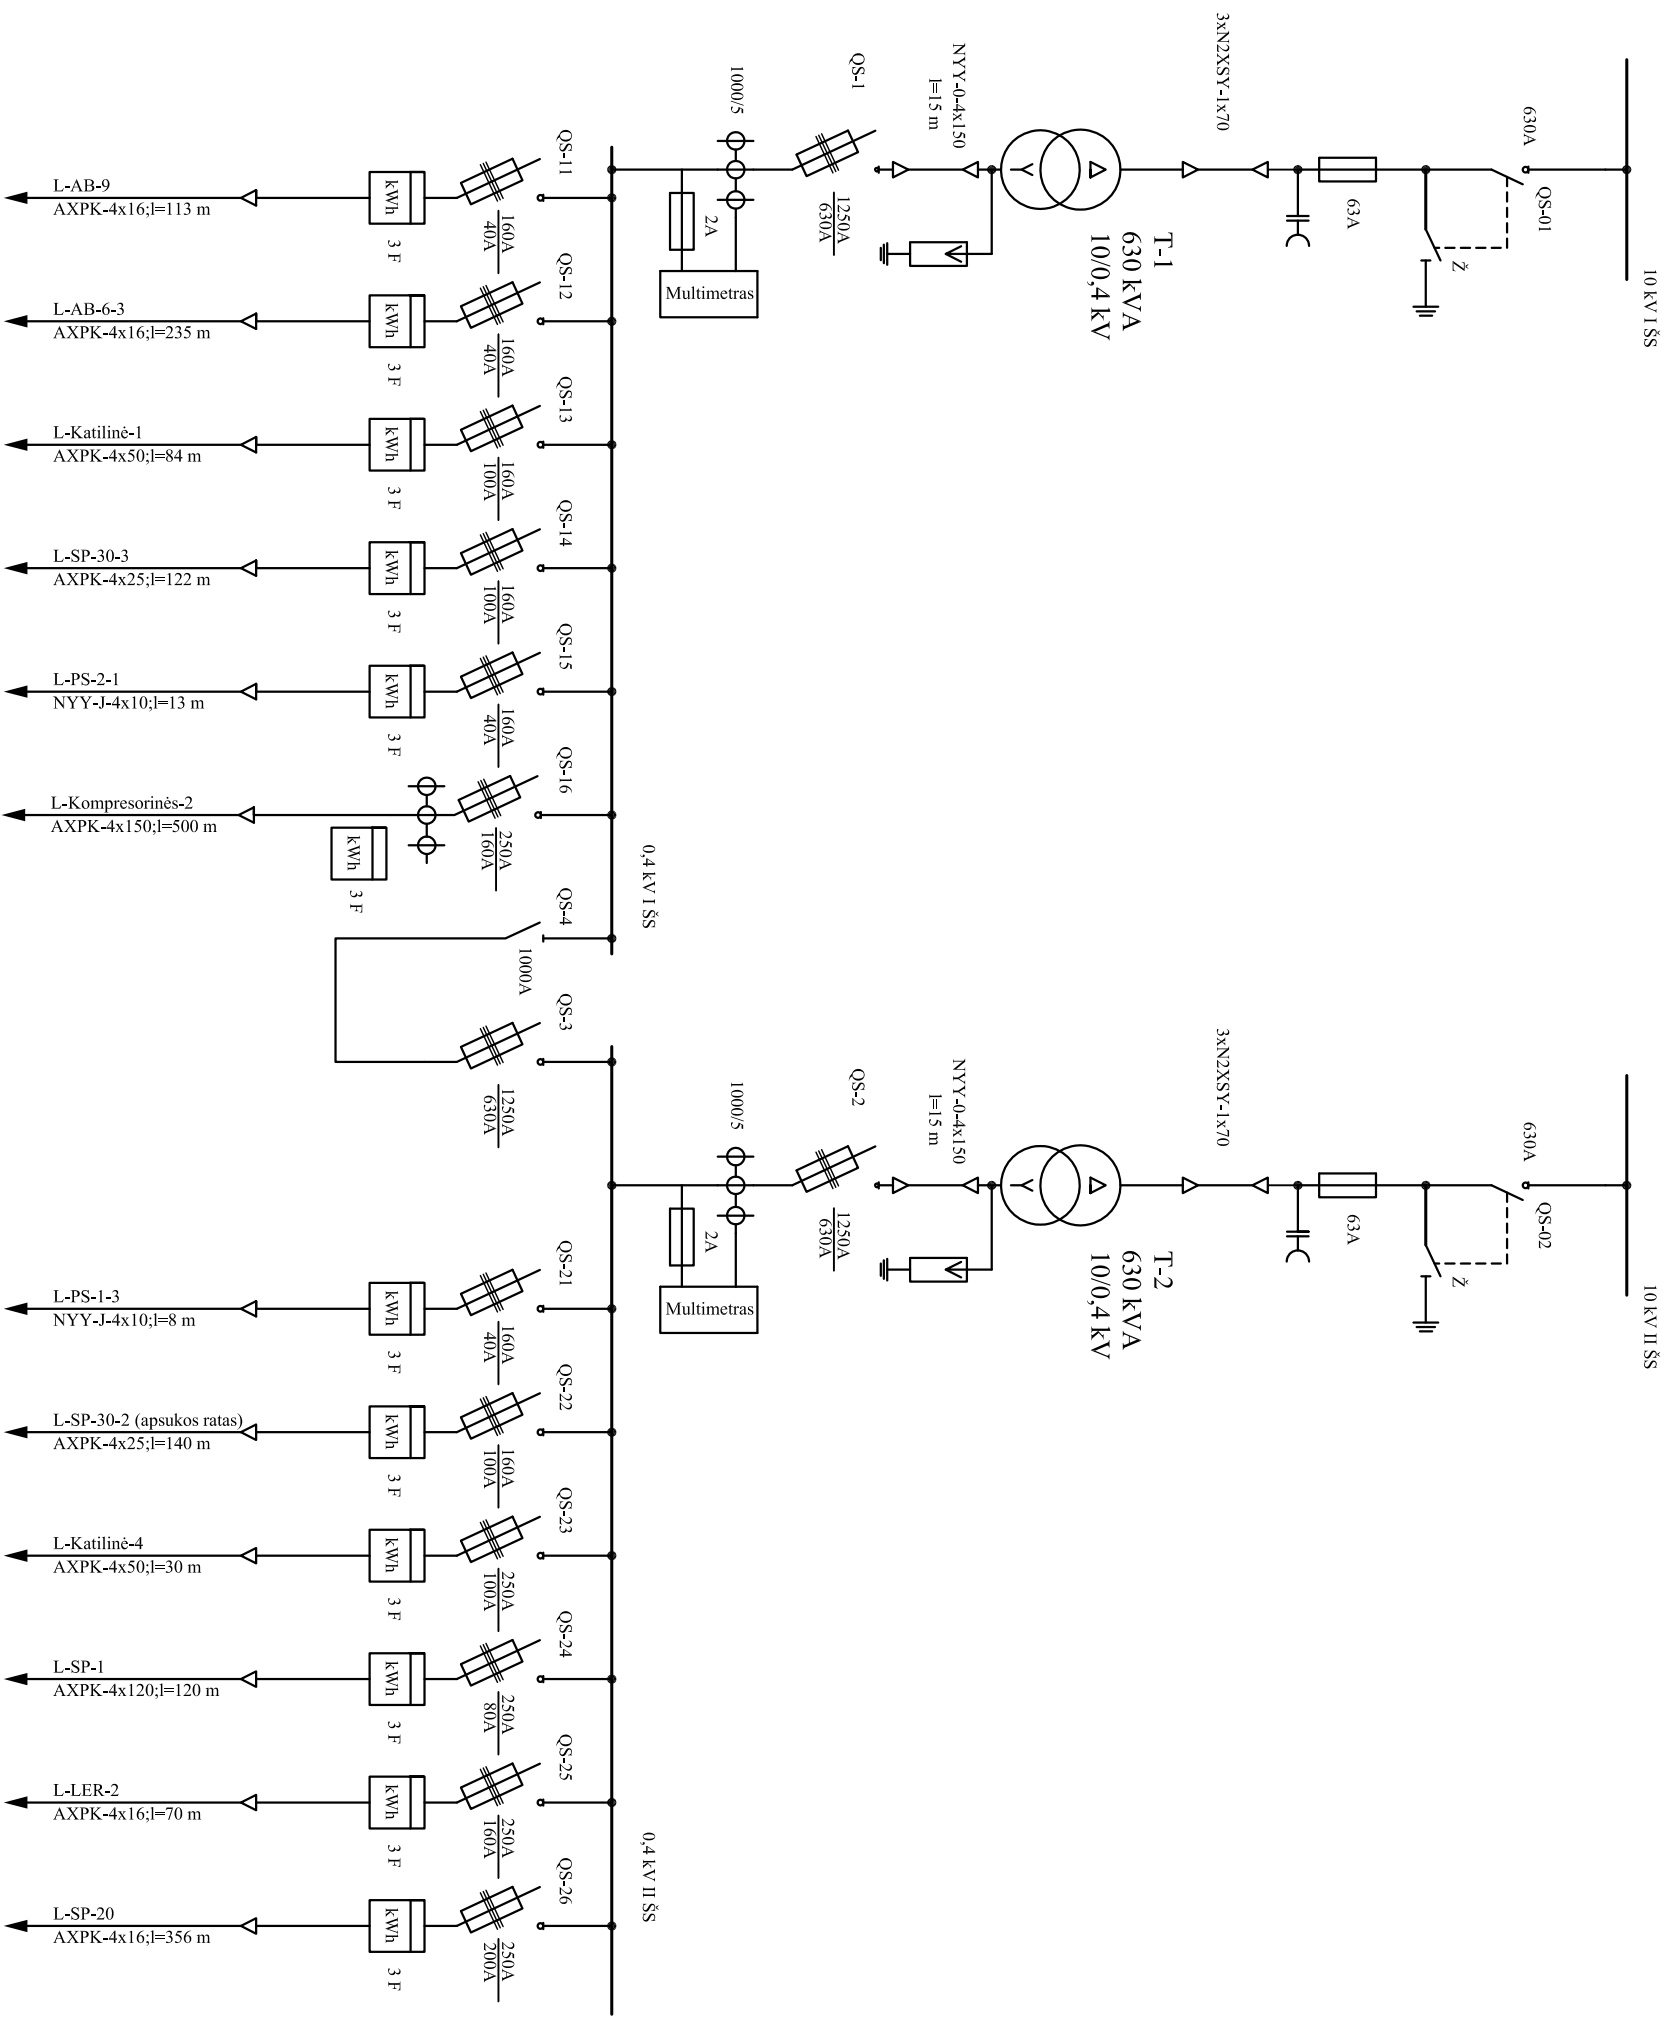 10 kV I ŠS
630A
QS-01
Ž
63A
3xN2XSY-1x70
T-1
630 kVA
10/0,4 kV
NYY-0-4x150
l=15 m
QS-1
1250A
630A
1000/5
2A
Multimetras
0,4 kV I ŠS
QS-11
160A
40A
kWh
3 F
L-AB-9
AXPK-4x16;l=113 m
QS-12
160A
40A
kWh
3 F
L-AB-6-3
AXPK-4x16;l=235 m
QS-13
160A
100A
kWh
3 F
L-Katilinė-1
AXPK-4x50;l=84 m
QS-14
160A
100A
kWh
3 F
L-SP-30-3
AXPK-4x25;l=122 m
QS-15
160A
40A
kWh
3 F
L-PS-2-1
NYY-J-4x10;l=13 m
QS-16
250A
160A
kWh
3 F
L-Kompresorinės-2
AXPK-4x150;l=500 m
QS-4
1000A
QS-3
1250A
630A
10 kV II ŠS
630A
QS-02
Ž
63A
3xN2XSY-1x70
T-2
630 kVA
10/0,4 kV
NYY-0-4x150
l=15 m
QS-2
1250A
630A
1000/5
2A
Multimetras
0,4 kV II ŠS
QS-21
160A
40A
kWh
3 F
L-PS-1-3
NYY-J-4x10;l=8 m
QS-22
160A
100A
kWh
3 F
L-SP-30-2 (apsukos ratas)
AXPK-4x25;l=140 m
QS-23
250A
100A
kWh
3 F
L-Katilinė-4
AXPK-4x50;l=30 m
QS-24
250A
80A
kWh
3 F
L-SP-1
AXPK-4x120;l=120 m
QS-25
250A
160A
kWh
3 F
L-LER-2
AXPK-4x16;l=70 m
QS-26
250A
200A
kWh
3 F
L-SP-20
AXPK-4x16;l=356 m